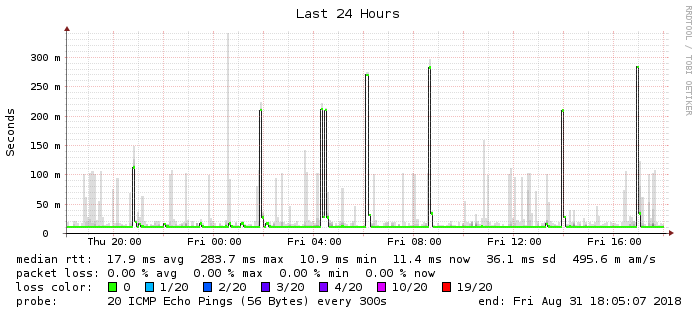 Last 24 Hours
RRDTOOL / TOBI OETIKER
Seconds
300 m
250 m
200 m
150 m
100 m
50 m
0
Thu 20:00 Fri 00:00 Fri 04:00 Fri 08:00 Fri 12:00 Fri 16:00
median rtt: 17.9 ms avg 283.7 ms max 10.9 ms min 11.4 ms now 36.1 ms sd 495.6 m am/s
packet loss: 0.00 % avg 0.00 % max 0.00 % min 0.00 % now
loss color: 0 1/20 2/20 3/20 4/20 10/20 19/20
probe: 20 ICMP Echo Pings (56 Bytes) every 300s end: Fri Aug 31 18:05:07 2018